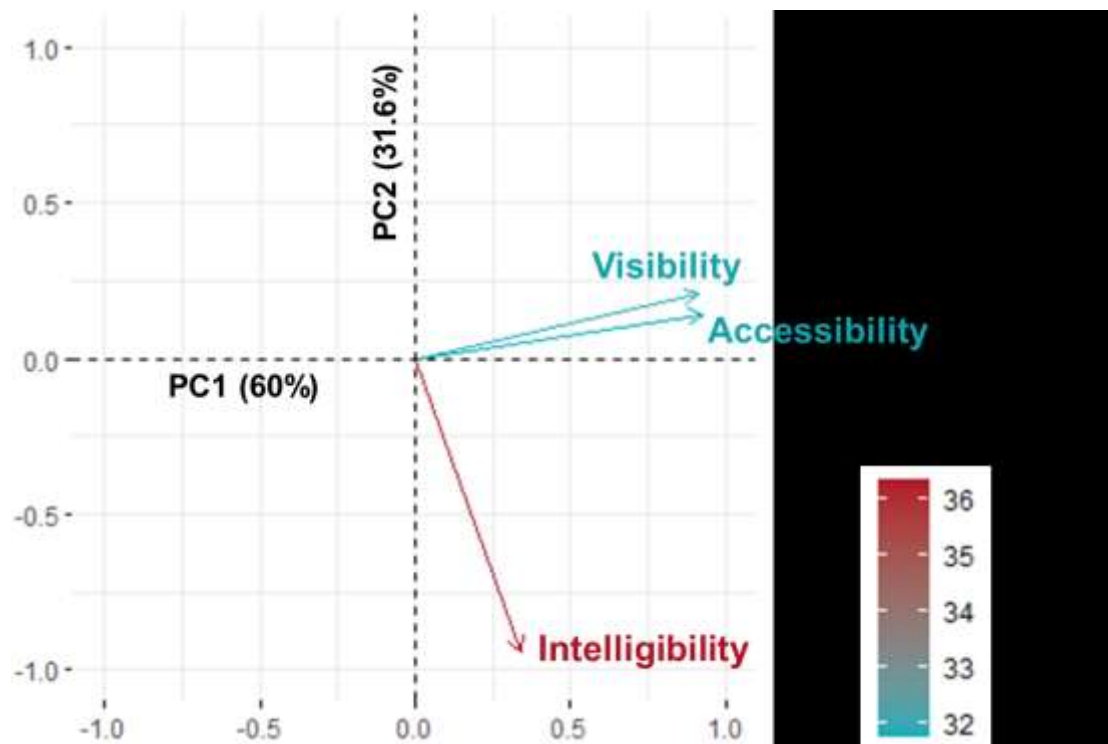 1.0
PC2 (31.6%)
0.5
Visibility
Accessibility
0.0
PC1 (60%)
-0.5
Intelligibility
-1.0
-1.0 -0.5 0.0 0.5 1.0
36
35
34
33
32